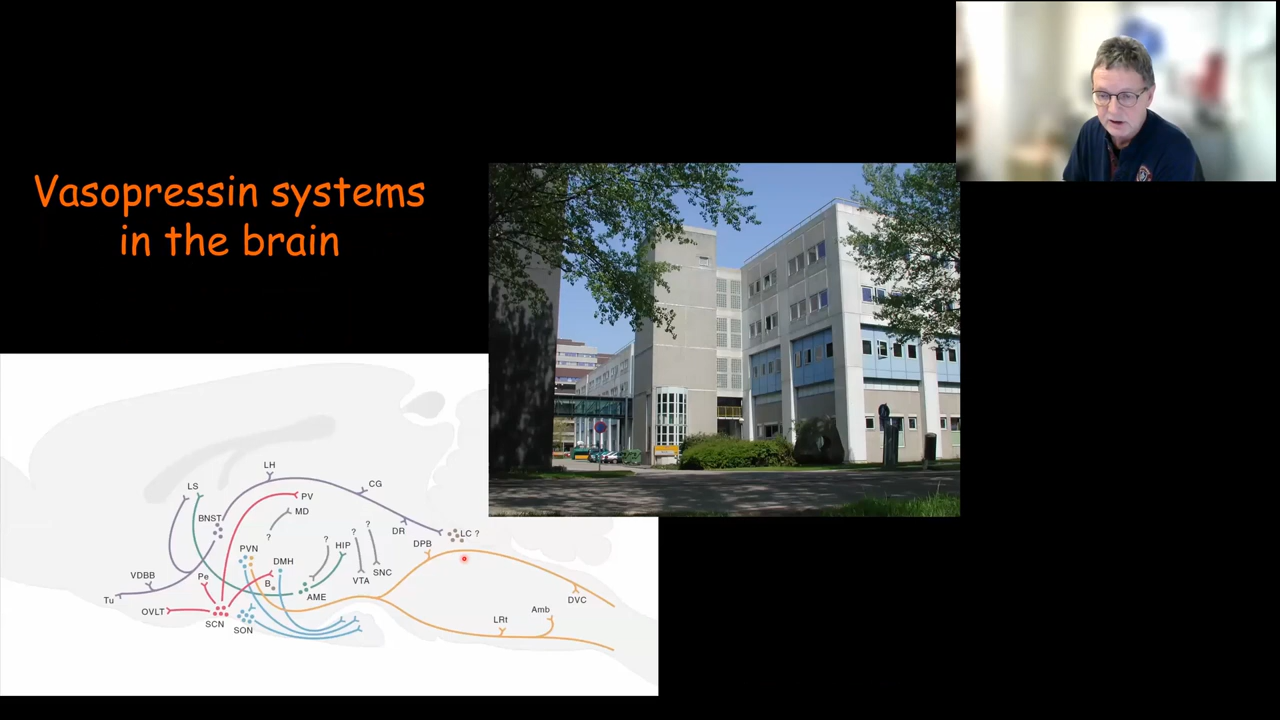 Vasopressin systems
in the brain
LH
CG
LS
PV
MD
BNST
?
?
?
LC ?
DR
?
HIP
DPB
PVN
DMH
SNC
VTA
VDBB
Pe
B
AME
Tu
OVLT
DVC
Amb
SCN
SON
LRt